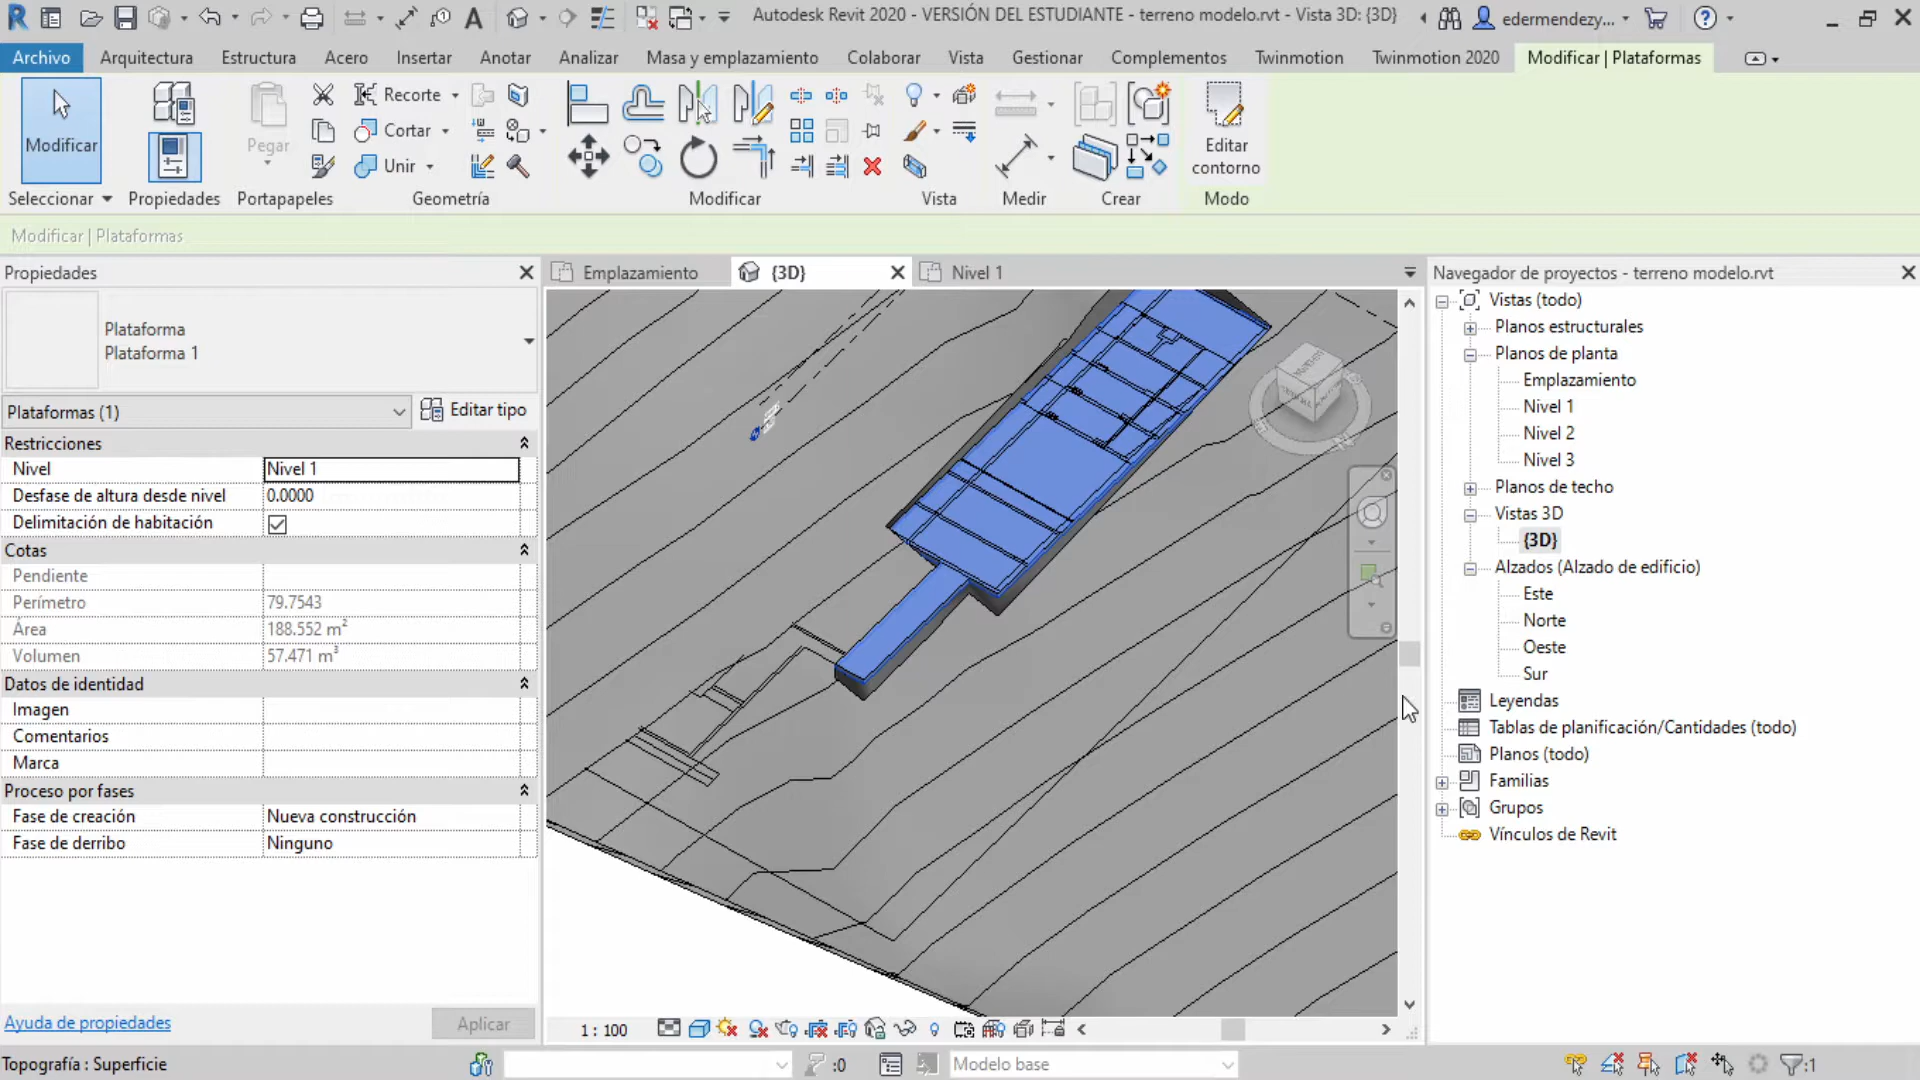 Autodesk Revit 2020 - VERSIÓN DEL ESTUDIANTE - terreno modelo.rvt - Vista 3D: {3D}
edermendezy...
Archivo
Arquitectura
Estructura
Acero
Insertar
Anotar
Analizar
Masa y emplazamiento
Colaborar
Vista
Gestionar
Complementos
Twinmotion
Twinmotion 2020
Modificar | Plataformas
Modificar
Pegar
Recorte
Cortar
Unir
Editar
contorno
Seleccionar
Propiedades
Portapapeles
Geometría
Modificar
Vista
Medir
Crear
Modo
Modificar | Plataformas
Propiedades
Plataforma
Plataforma 1
Plataformas (1)
Editar tipo
Restricciones
Nivel
Nivel 1
Desfase de altura desde nivel
0.0000
Delimitación de habitación
Cotas
Pendiente
Perímetro
79.7543
Área
188.552 m²
Volumen
57.471 m³
Datos de identidad
Imagen
Comentarios
Marca
Proceso por fases
Fase de creación
Nueva construcción
Fase de derribo
Ninguno
Ayuda de propiedades
Aplicar
Emplazamiento
{3D}
Nivel 1
1 : 100
Navegador de proyectos - terreno modelo.rvt
Vistas (todo)
Planos estructurales
Planos de planta
Emplazamiento
Nivel 1
Nivel 2
Nivel 3
Planos de techo
Vistas 3D
{3D}
Alzados (Alzado de edificio)
Este
Norte
Oeste
Sur
Leyendas
Tablas de planificación/Cantidades (todo)
Planos (todo)
Familias
Grupos
Vínculos de Revit
Topografía : Superficie
:0
Modelo base
:1